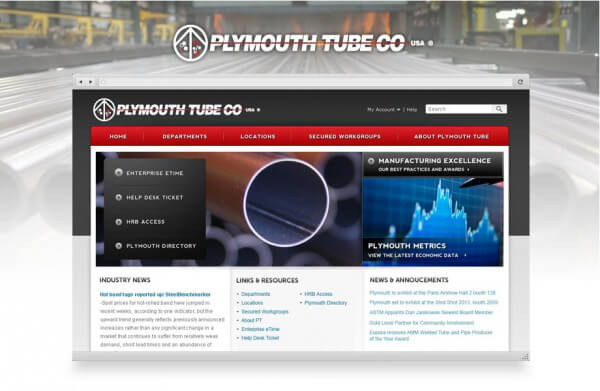 PLYMOUTH TUBE CO USA ®
PLYMOUTH TUBE CO USA ®
My Account | Help
Search
HOME
DEPARTMENTS
LOCATIONS
SECURED WORKGROUPS
ABOUT PLYMOUTH TUBE
ENTERPRISE ETIME
HELP DESK TICKET
HRB ACCESS
PLYMOUTH DIRECTORY
MANUFACTURING EXCELLENCE
OUR BEST PRACTICES AND AWARDS
PLYMOUTH METRICS
VIEW THE LATEST ECONOMIC DATA
INDUSTRY NEWS
Hot band tags reported up: SteelBenchmarker
-Spot prices for hot-rolled band have jumped in
recent weeks, according to one indicator, but the
upward trend generally reflects previously announced
increases rather than any significant change in a
market that continues to suffer from relatively weak
demand, short lead times and an abundance of
LINKS & RESOURCES
Departments
Locations
Secured Workgroups
About PT
Enterprise eTime
Help Desk Ticket
HRB Access
Plymouth Directory
NEWS & ANNOUCEMENTS
Plymouth to exhibit at the Paris Airshow Hall 2 booth 138
Plymouth set to exhibit at the Shot Show 2013, booth 2009
ASTM Appoints Dan Janikowski Newest Board Member
Gold Level Partner for Community Involvement
Eupora receives AMM Welded Tube and Pipe Producer
of the Year Award